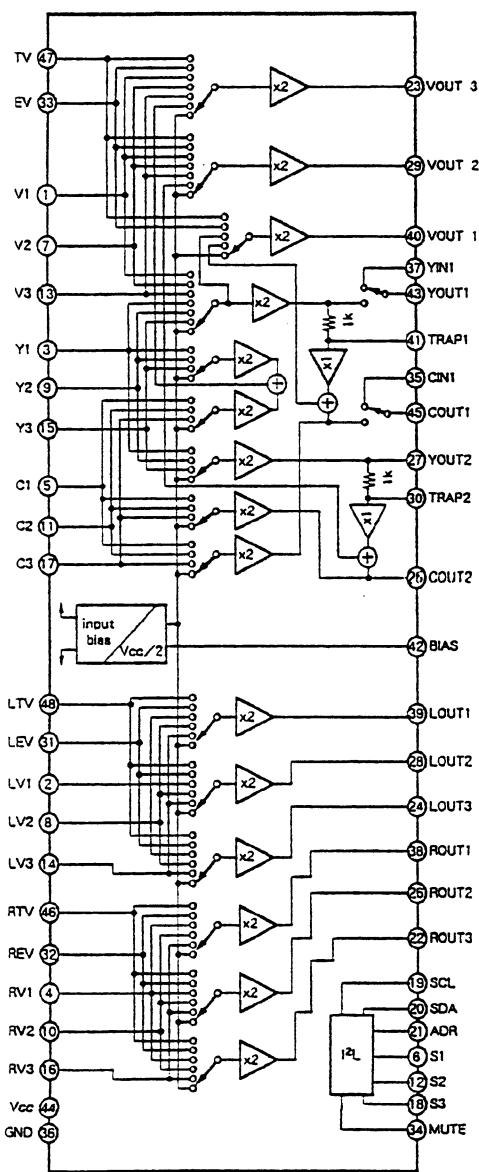 TV 47
EV 33
V1 1
V2 7
V3 13
Y1 3
Y2 9
Y3 15
C1 5
C2 11
C3 17
x2
x2
x2
x2
x2
x2
x2
x2
x2
1k
x1
+
+
1k
x1
+
23 VOUT 3
29 VOUT 2
40 VOUT 1
37 YIN1
43 YOUT1
41 TRAP1
35 CIN1
45 COUT1
27 YOUT2
30 TRAP2
25 COUT2
input
bias
Vcc/2
42 BIAS
LTV 48
LEV 31
LV1 2
LV2 8
LV3 14
RTV 46
REV 32
RV1 4
RV2 10
RV3 16
Vcc 44
GND 36
x2
x2
x2
x2
x2
x2
39 LOUT1
28 LOUT2
24 LOUT3
38 ROUT1
26 ROUT2
22 ROUT3
I²L
19 SCL
20 SDA
21 ADR
6 S1
12 S2
18 S3
34 MUTE